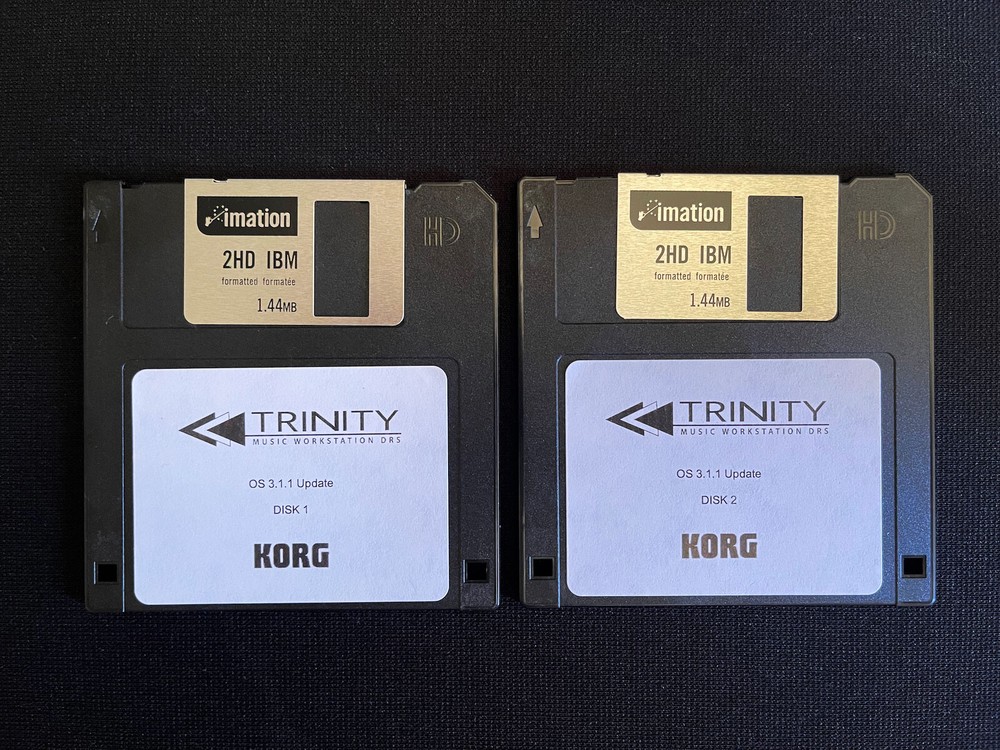 imation
2HD IBM
formatted formatée
1.44MB
HD
TRINITY
MUSIC WORKSTATION DRS
OS 3.1.1 Update
DISK 1
KORG
imation
2HD IBM
formatted formatée
1.44MB
HD
TRINITY
MUSIC WORKSTATION DRS
OS 3.1.1 Update
DISK 2
KORG